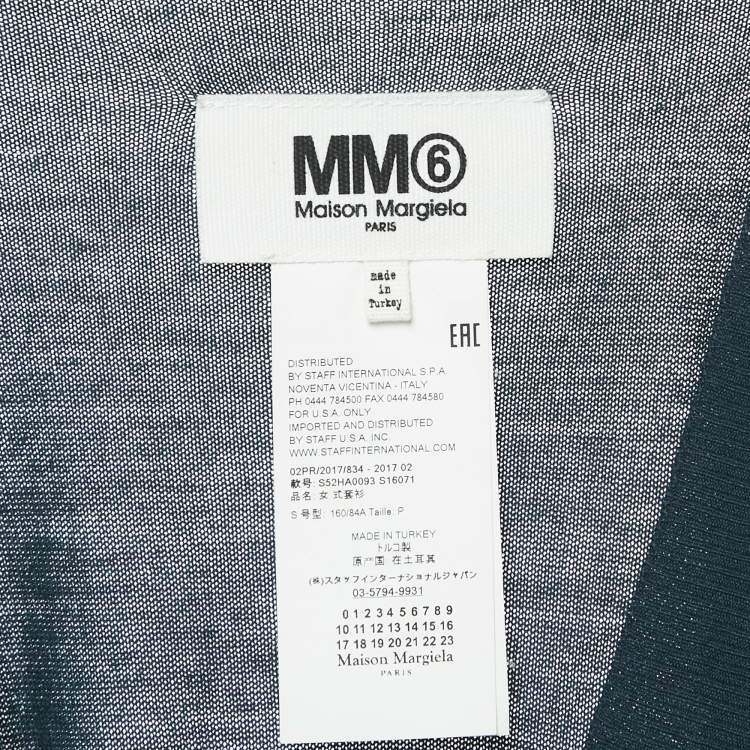 MM⑥
Maison Margiela
PARIS
made
in
Turkey
EAC
DISTRIBUTED
BY STAFF INTERNATIONAL S.P.A
NOVENTA VICENTINA - ITALY
PH 0444 784500 FAX 0444 784580
FOR U.S.A. ONLY
IMPORTED AND DISTRIBUTED
BY STAFF U.S.A. INC.
WWW.STAFFINTERNATIONAL.COM
02PR/2017/834 - 2017 02
款号: S52HA0093 S16071
品名: 女式套衫
S 号型: 160/84A Taille: P
MADE IN TURKEY
トルコ製
原产国 在土耳其
(株)スタッフインターナショナルジャパン
03-5794-9931
0 1 2 3 4 5 6 7 8 9
10 11 12 13 14 15 16
17 18 19 20 21 22 23
Maison Margiela
PARIS